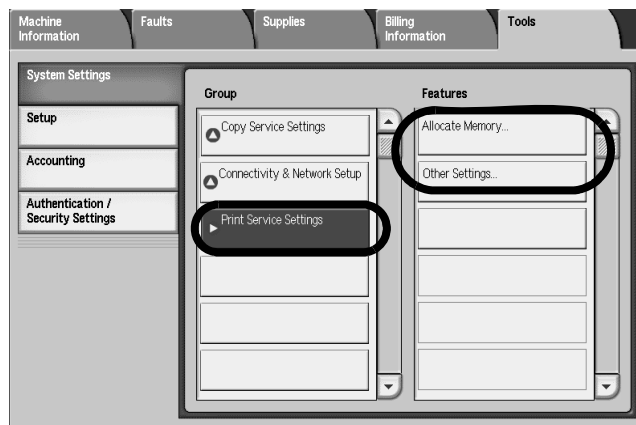 Machine
Information
Faults
Supplies
Billing
Information
Tools
System Settings
Setup
Accounting
Authentication /
Security Settings
Group
Copy Service Settings
Connectivity & Network Setup
Print Service Settings
Features
Allocate Memory...
Other Settings...